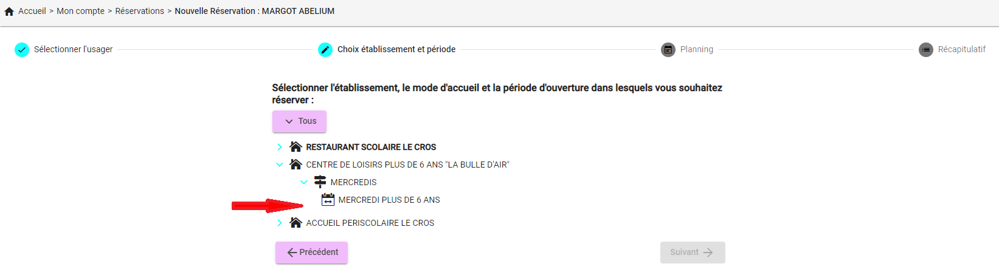 Accueil > Mon compte > Réservations > Nouvelle Réservation : MARGOT ABELIUM
Sélectionner l'usager
Choix établissement et période
Planning
Récapitulatif
Sélectionner l'établissement, le mode d'accueil et la période d'ouverture dans lesquels vous souhaitez
réserver :
Tous
RESTAURANT SCOLAIRE LE CROS
CENTRE DE LOISIRS PLUS DE 6 ANS "LA BULLE D'AIR"
MERCREDIS
MERCREDI PLUS DE 6 ANS
ACCUEIL PERISCOLAIRE LE CROS
Précédent
Suivant